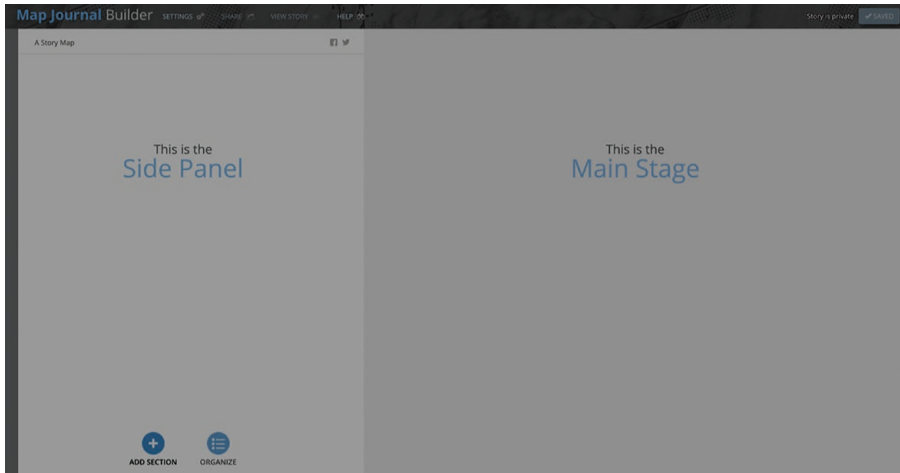 Map Journal Builder SETTINGS SHARE VIEW STORY HELP Story is private SAVED
A Story Map
This is the
Side Panel
This is the
Main Stage
ADD SECTION ORGANIZE